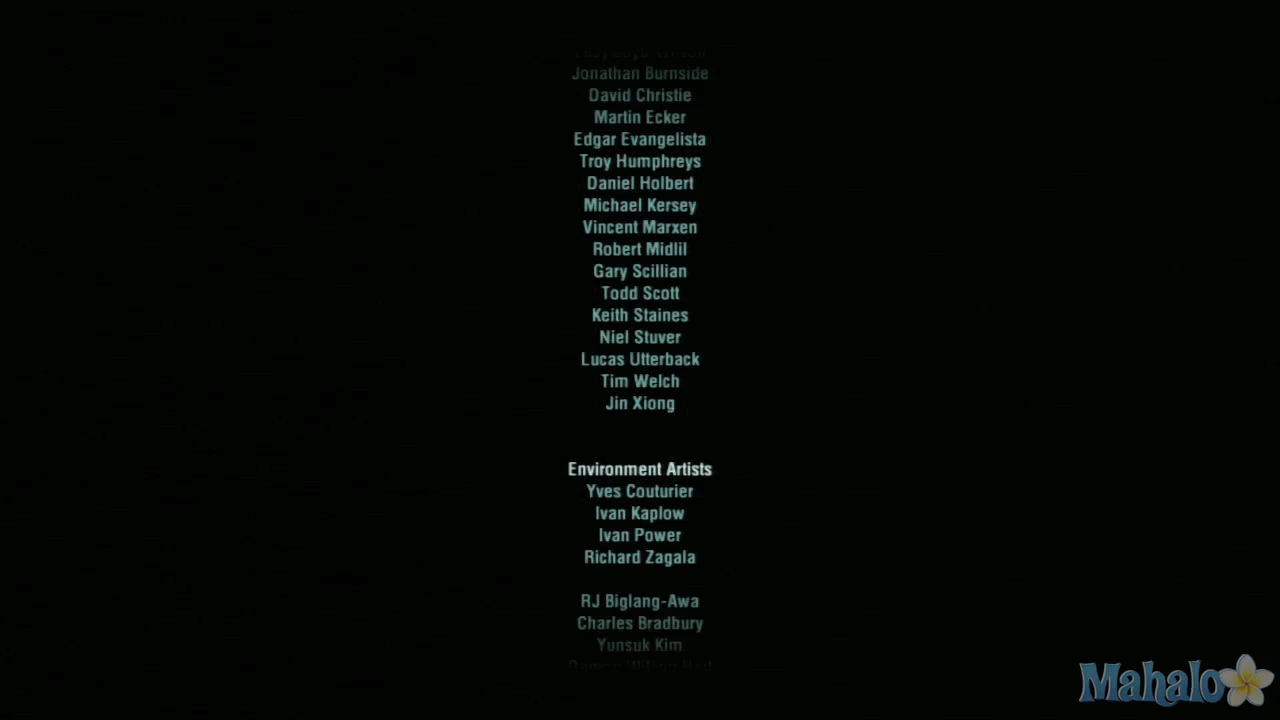 Jonathan Burnside
David Christie
Martin Ecker
Edgar Evangelista
Troy Humphreys
Daniel Holbert
Michael Kersey
Vincent Marxen
Robert Midlil
Gary Scillian
Todd Scott
Keith Staines
Niel Stuver
Lucas Utterback
Tim Welch
Jin Xiong
Environment Artists
Yves Couturier
Ivan Kaplow
Ivan Power
Richard Zagala
RJ Biglang-Awa
Charles Bradbury
Yunsuk Kim
Mahalo